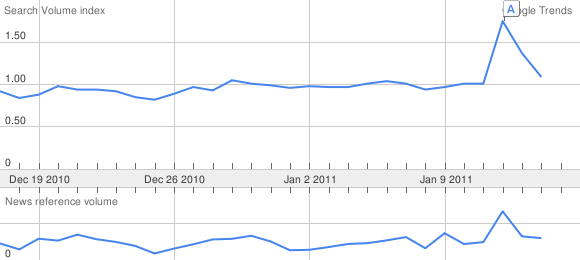 Search Volume index
A
gle Trends
1.50
1.00
0.50
0
Dec 19 2010 Dec 26 2010 Jan 2 2011 Jan 9 2011
News reference volume
0